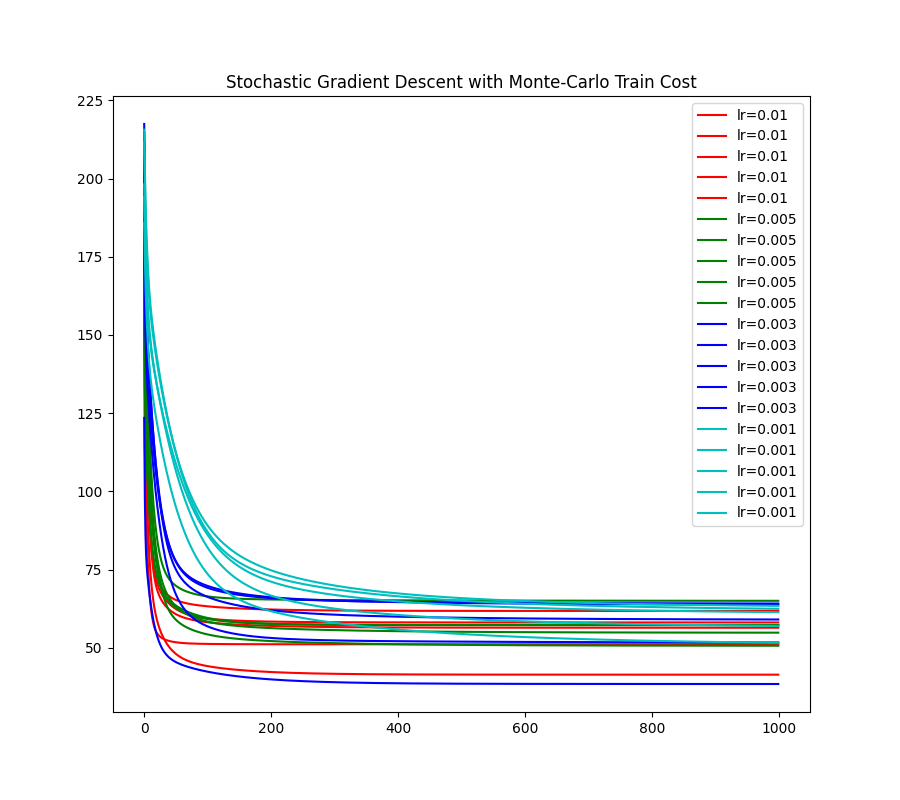 Stochastic Gradient Descent with Monte-Carlo Train Cost
225
200
175
150
125
100
75
50
0 200 400 600 800 1000
lr=0.01
lr=0.01
lr=0.01
lr=0.01
lr=0.01
lr=0.005
lr=0.005
lr=0.005
lr=0.005
lr=0.005
lr=0.003
lr=0.003
lr=0.003
lr=0.003
lr=0.003
lr=0.001
lr=0.001
lr=0.001
lr=0.001
lr=0.001